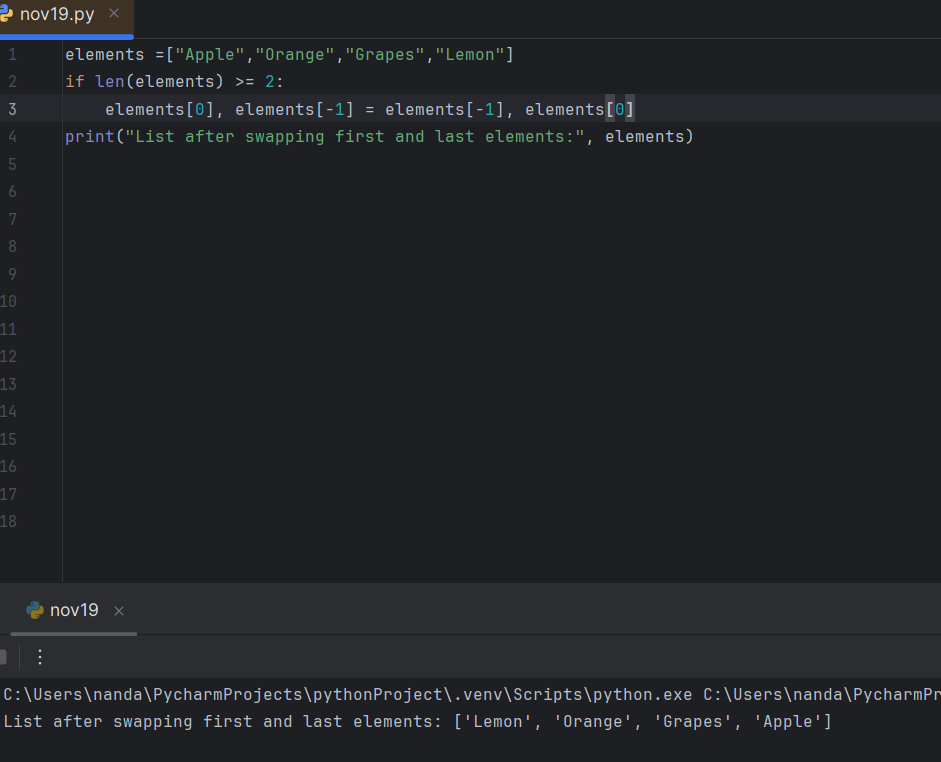 nov19.py ×
1 elements =["Apple","Orange","Grapes","Lemon"]
2 if len(elements) >= 2:
3     elements[0], elements[-1] = elements[-1], elements[0]
4 print("List after swapping first and last elements:", elements)
5
6
7
8
9
10
11
12
13
14
15
16
17
18
nov19 ×
C:\Users\nanda\PycharmProjects\pythonProject\.venv\Scripts\python.exe C:\Users\nanda\PycharmPr
List after swapping first and last elements: ['Lemon', 'Orange', 'Grapes', 'Apple']